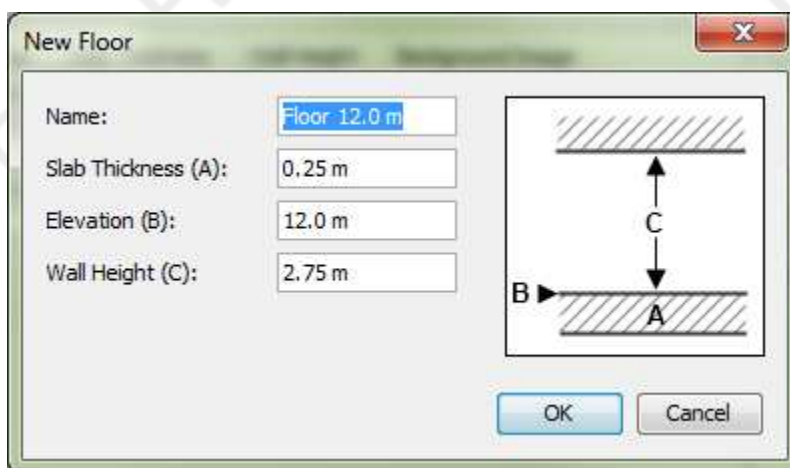 New Floor
Name: Floor 12.0 m
Slab Thickness (A): 0.25 m
Elevation (B): 12.0 m
Wall Height (C): 2.75 m
C
B
A
OK Cancel